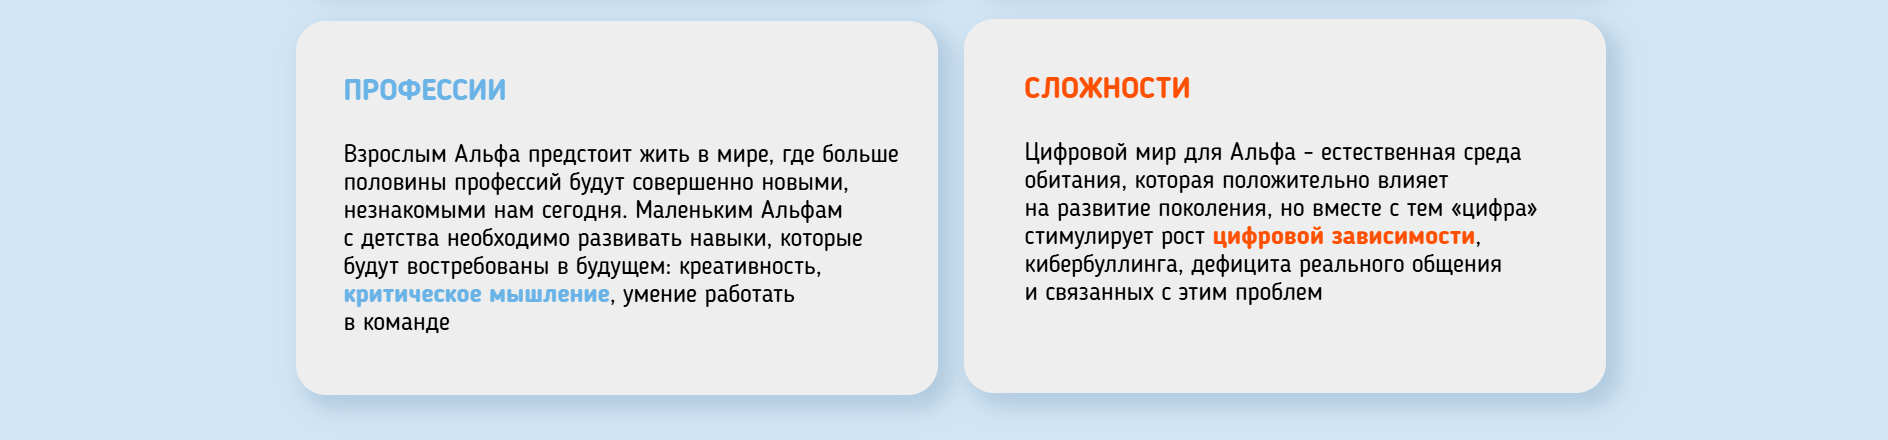 ПРОФЕССИИ
Взрослым Альфа предстоит жить в мире, где больше
половины профессий будут совершенно новыми,
незнакомыми нам сегодня. Маленьким Альфам
с детства необходимо развивать навыки, которые
будут востребованы в будущем: креативность,
критическое мышление, умение работать
в команде
СЛОЖНОСТИ
Цифровой мир для Альфа - естественная среда
обитания, которая положительно влияет
на развитие поколения, но вместе с тем «цифра»
стимулирует рост цифровой зависимости,
кибербуллинга, дефицита реального общения
и связанных с этим проблем